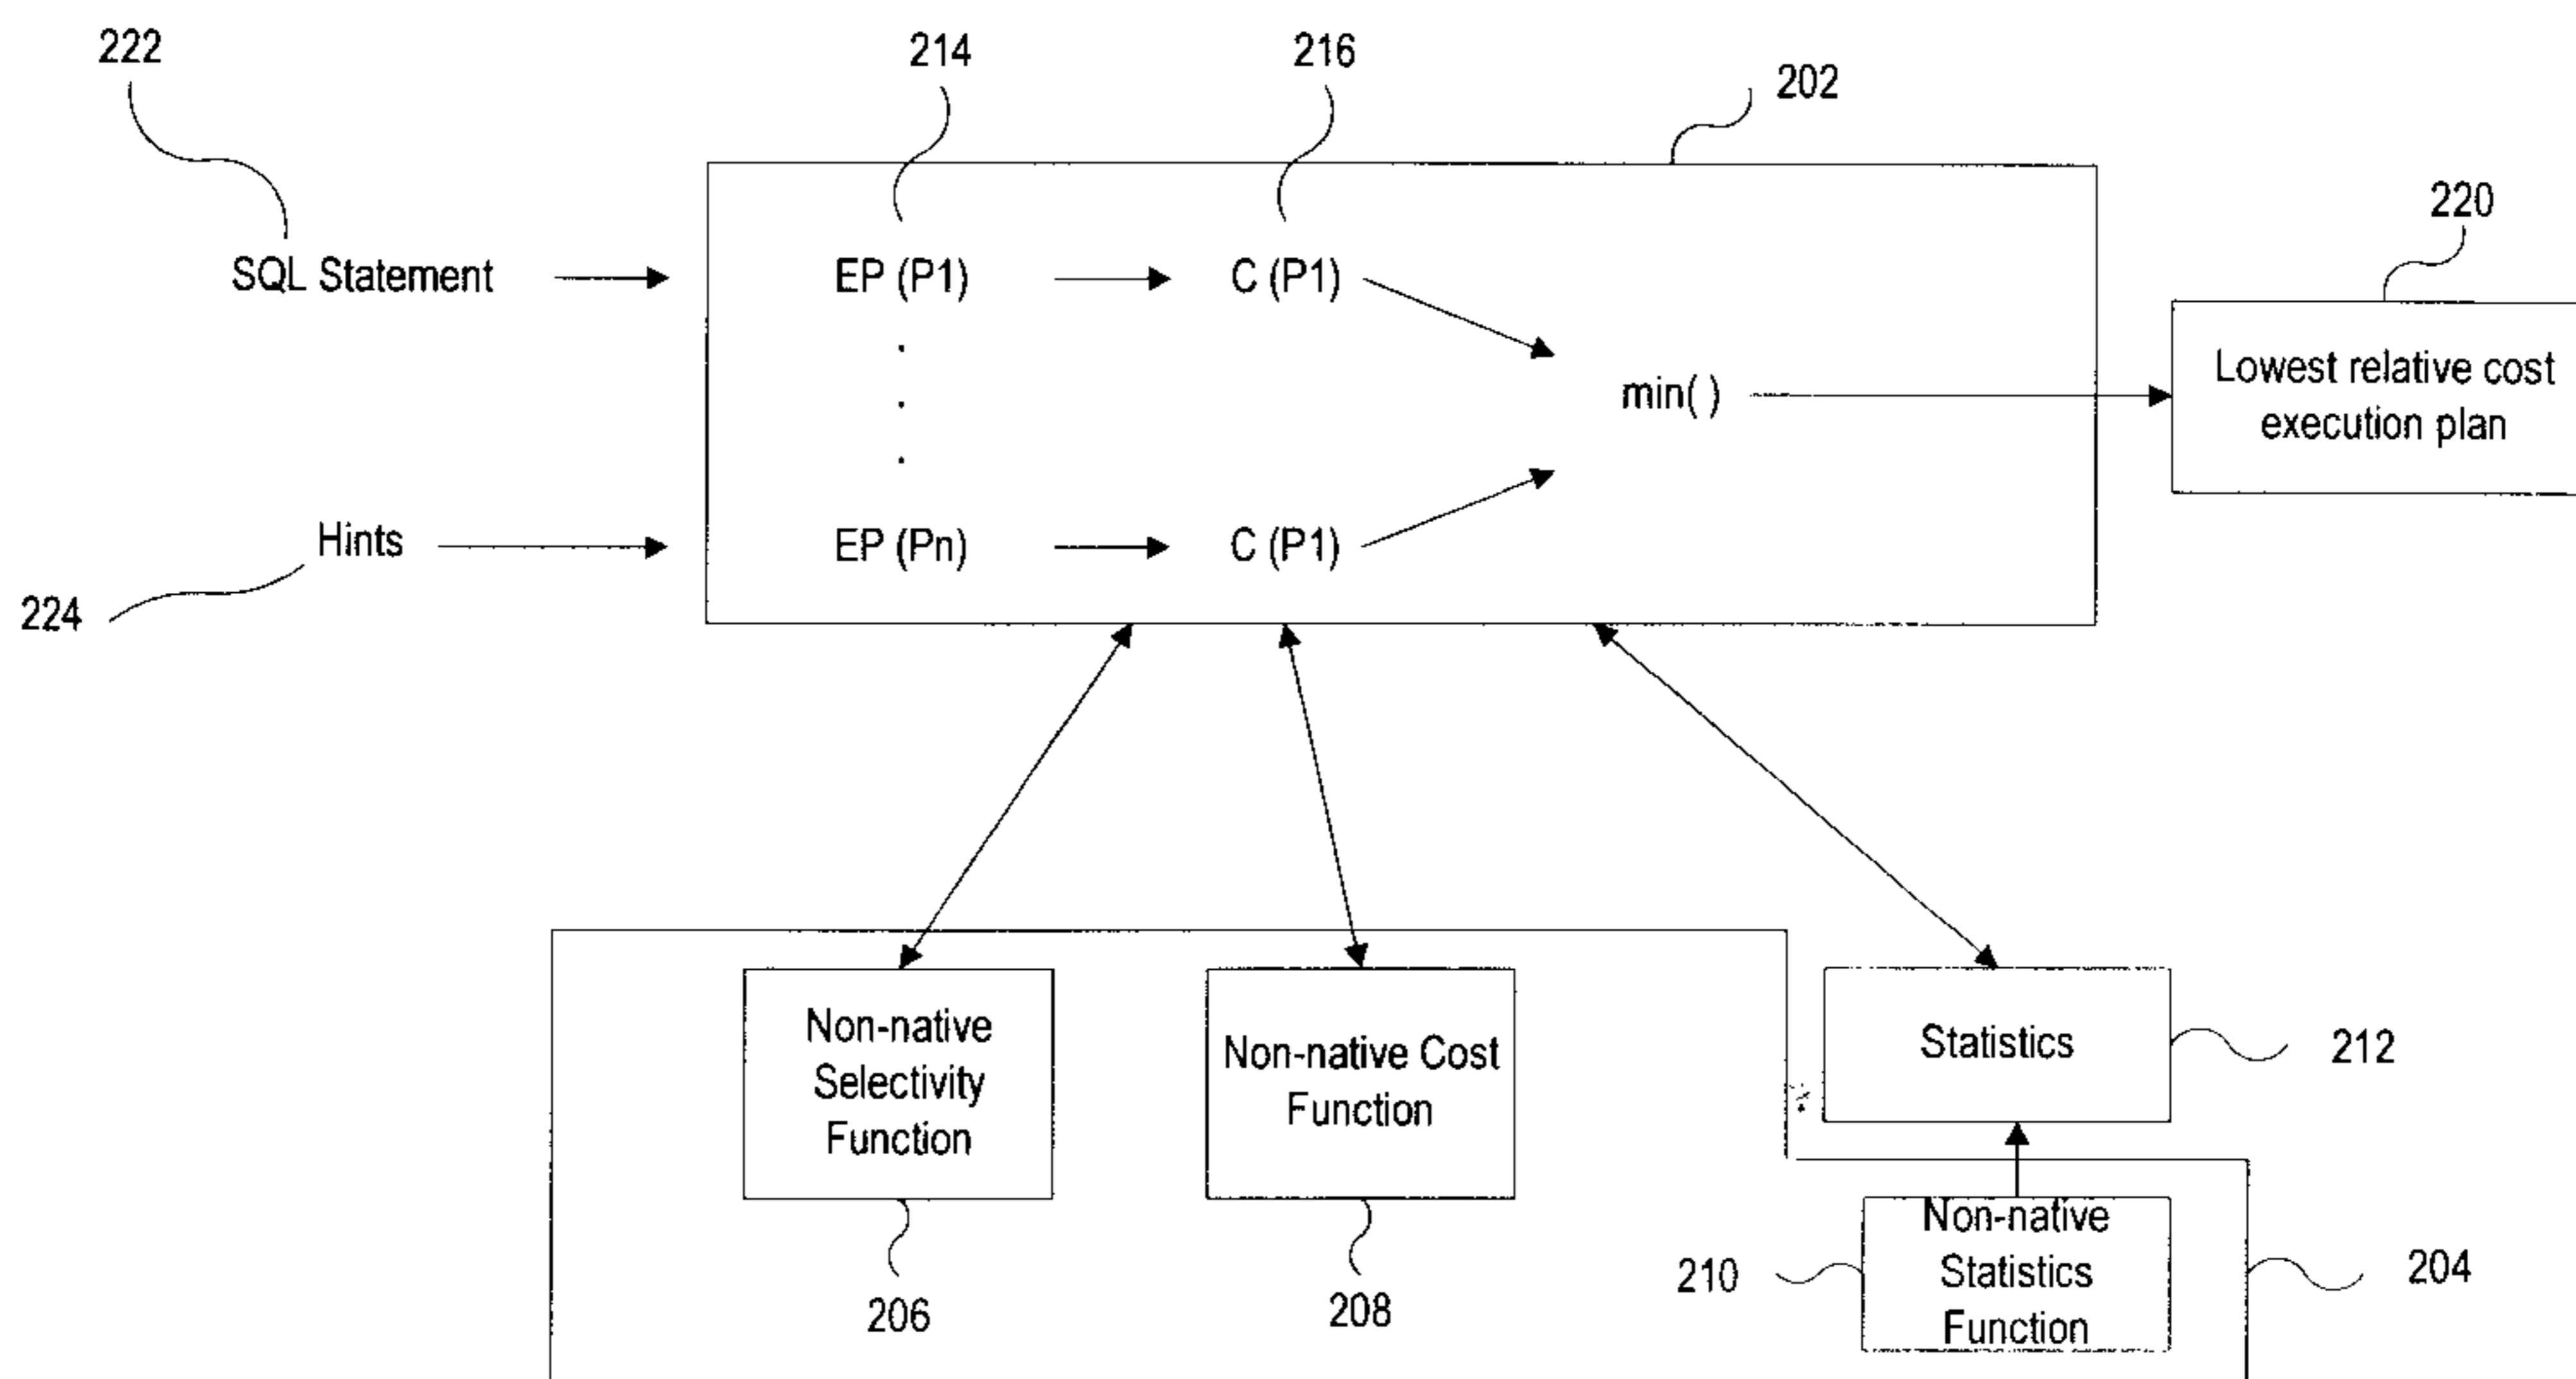 222
214
216
202
220
SQL Statement
EP (P1)
C (P1)
Lowest relative cost
execution plan
.
.
.
min( )
Hints
EP (Pn)
C (P1)
224
Non-native
Selectivity
Function
Non-native Cost
Function
Statistics
212
Non-native
Statistics
Function
210
204
206
208